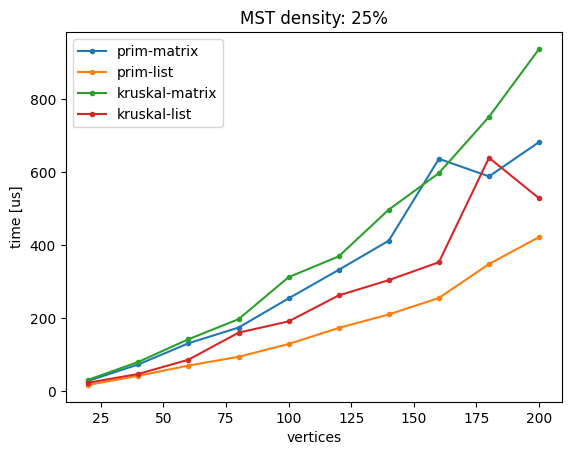 MST density: 25%
prim-matrix
prim-list
kruskal-matrix
kruskal-list
time [us]
800
600
400
200
0
25 50 75 100 125 150 175 200
vertices